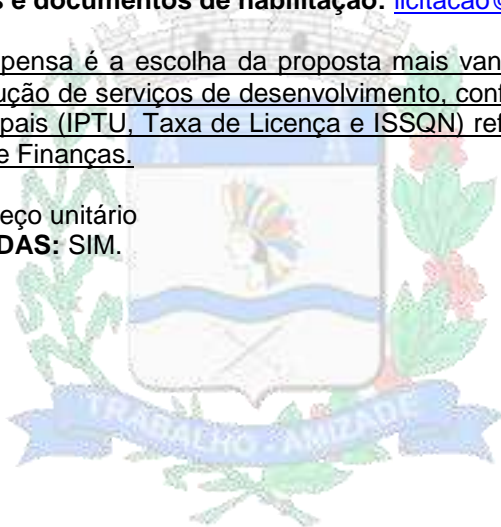 s e documentos de habilitação: licitacao@
pensa é a escolha da proposta mais van
ução de serviços de desenvolvimento, conf
pais (IPTU, Taxa de Licença e ISSQN) ref
e Finanças.
eço unitário
DAS: SIM.
TRABALHO - AMIZADE